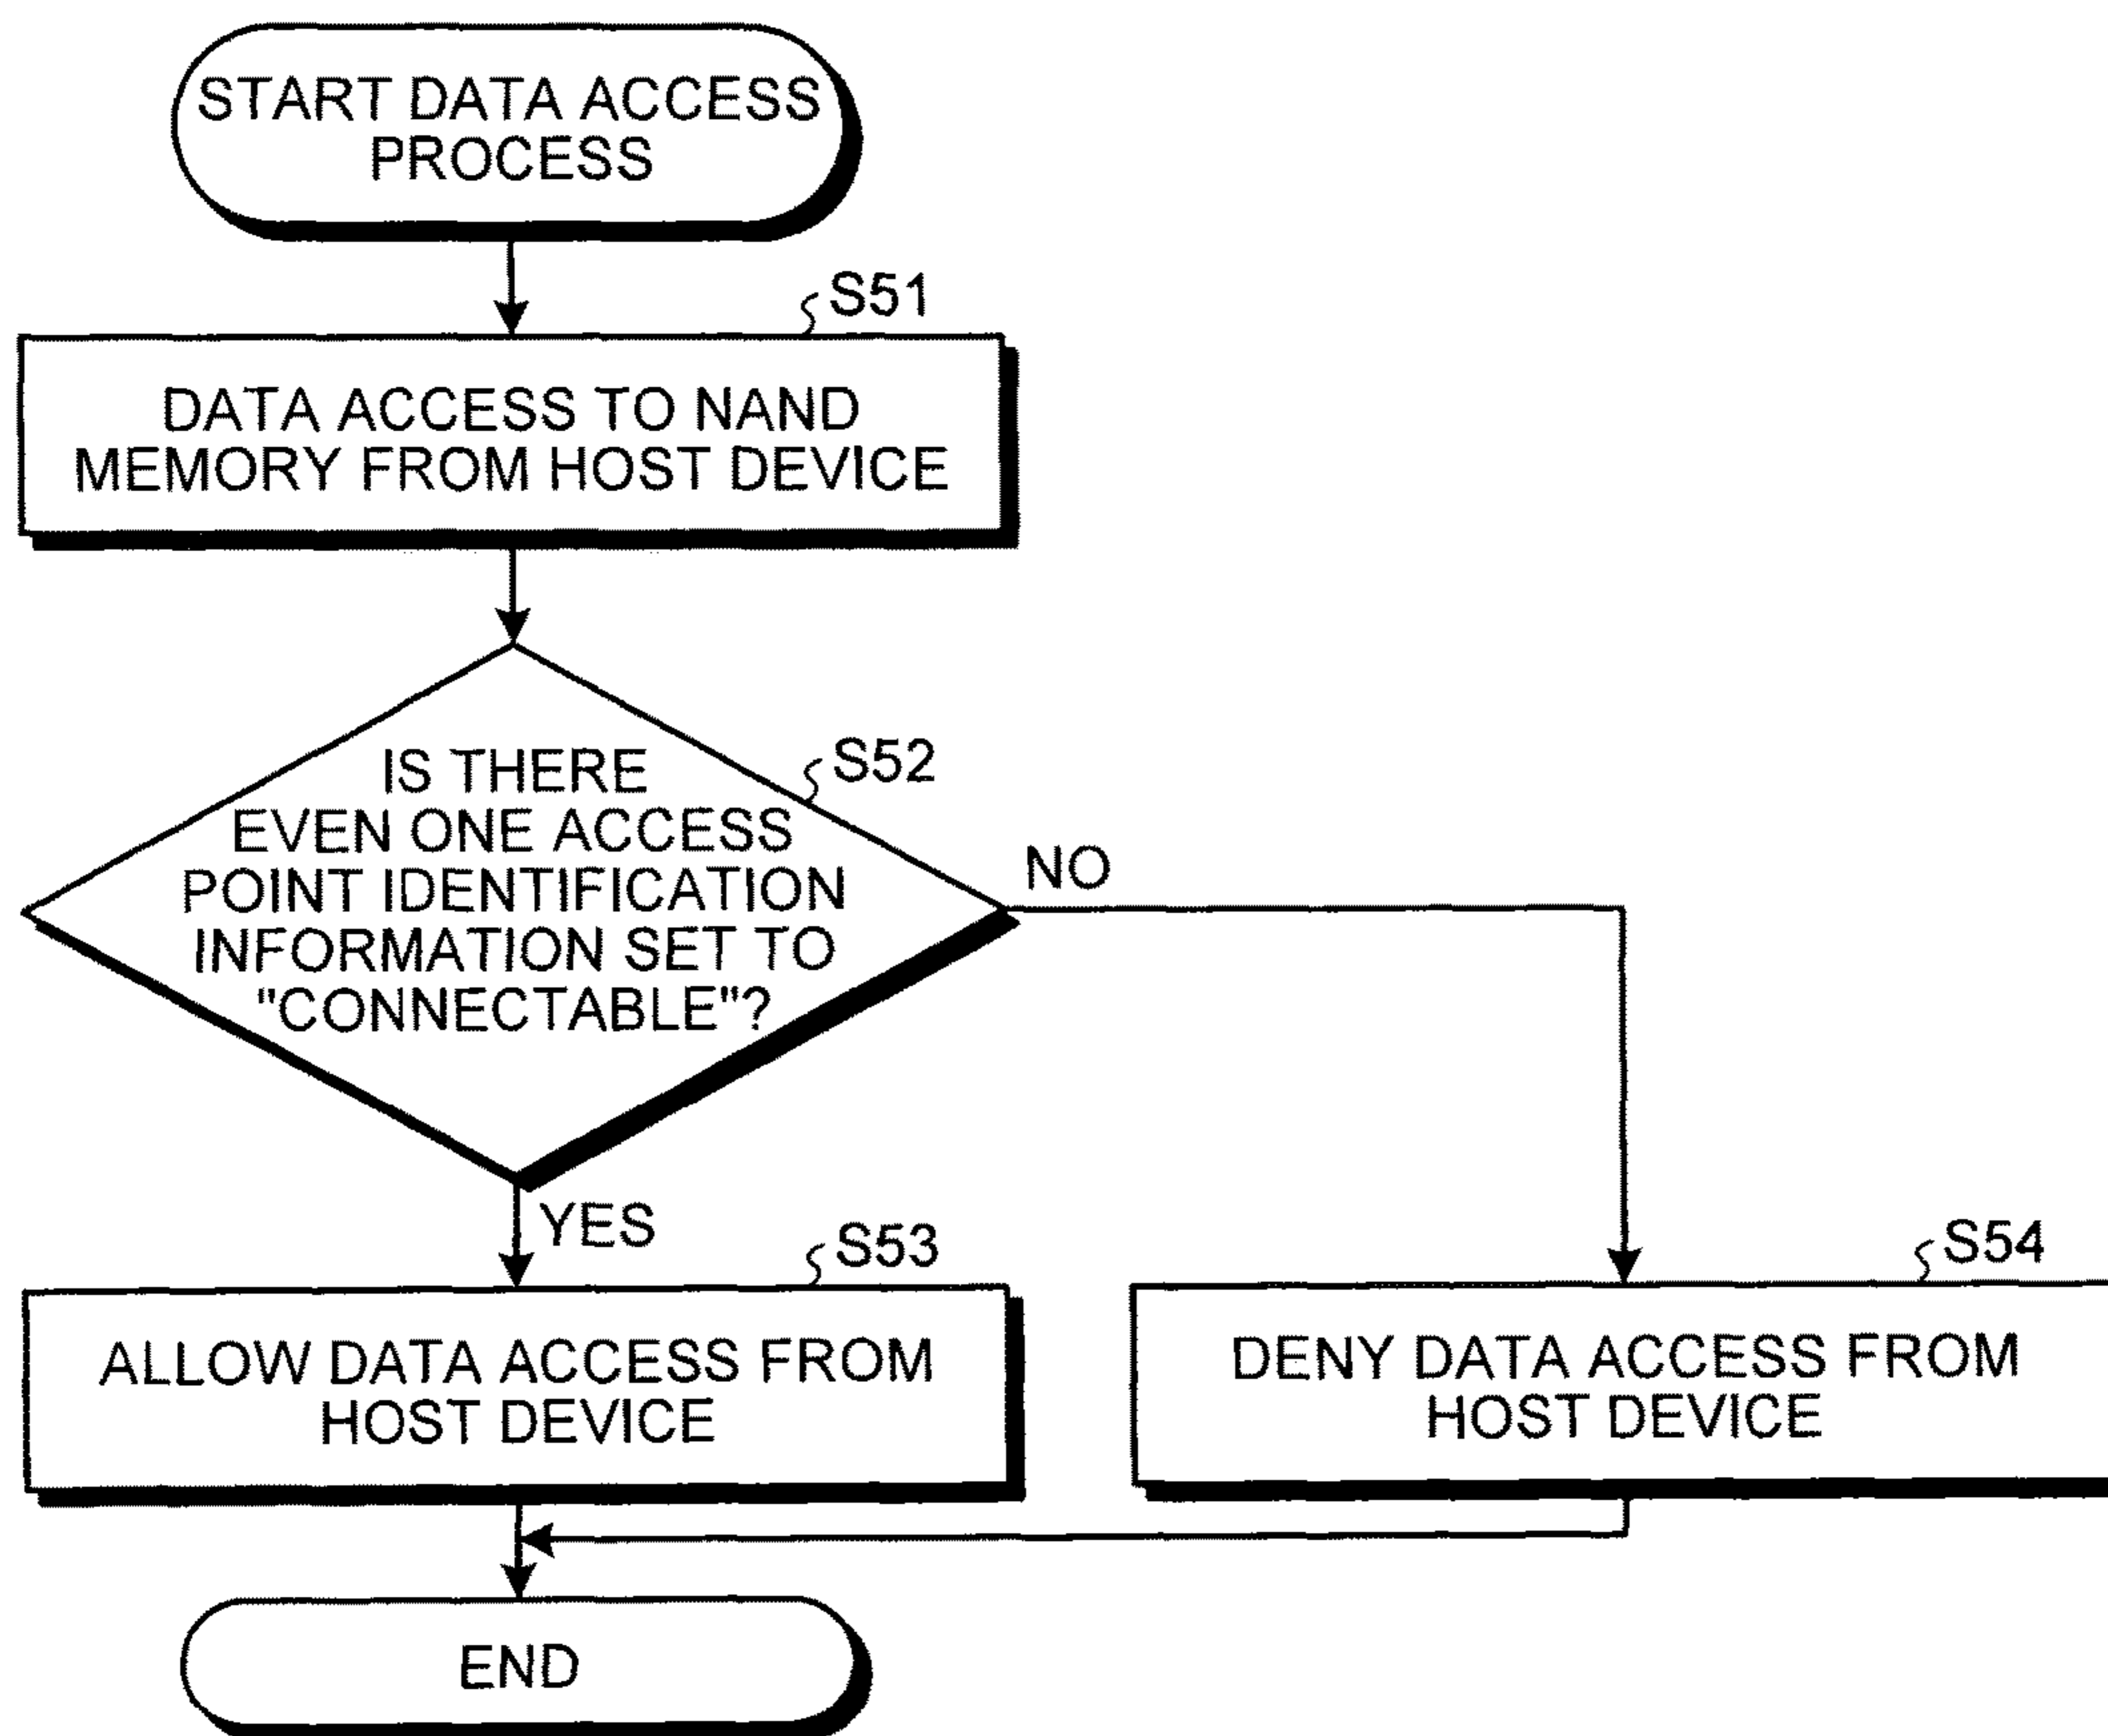 START DATA ACCESS
PROCESS
S51
DATA ACCESS TO NAND
MEMORY FROM HOST DEVICE
S52
IS THERE
EVEN ONE ACCESS
POINT IDENTIFICATION
INFORMATION SET TO
"CONNECTABLE"?
NO
YES
S53
ALLOW DATA ACCESS FROM
HOST DEVICE
S54
DENY DATA ACCESS FROM
HOST DEVICE
END